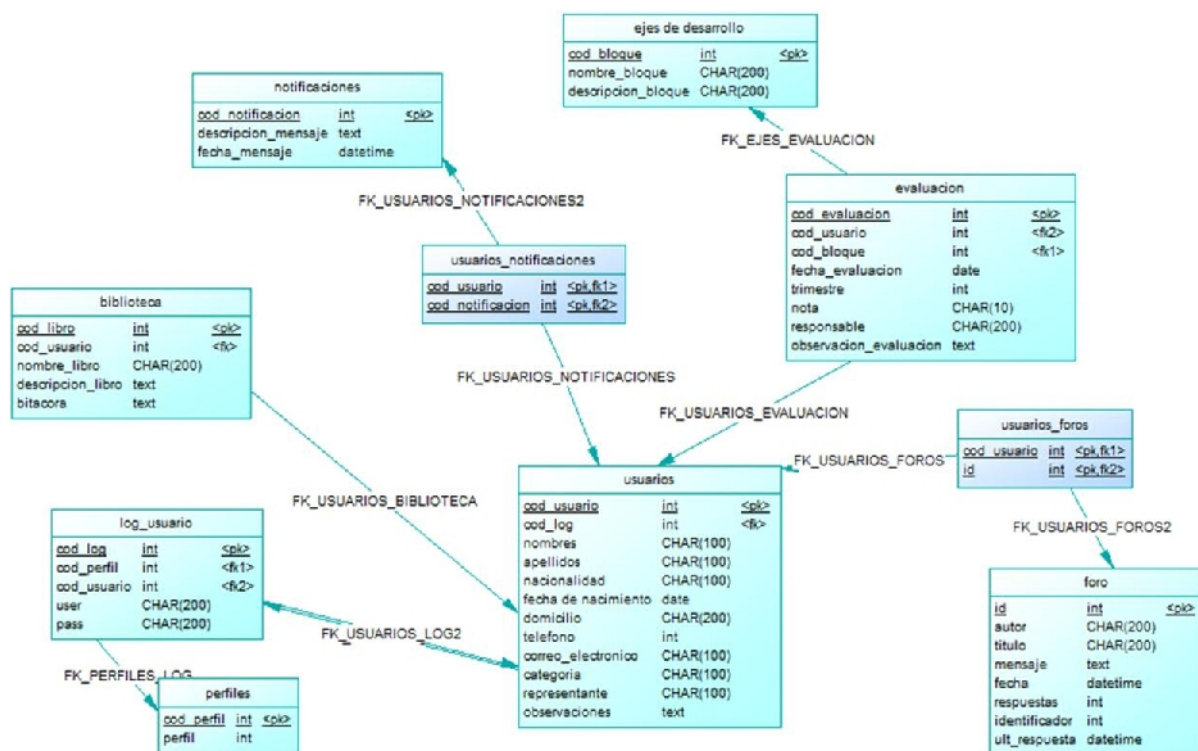 ejes de desarrollo
cod_bloque int <pk>
nombre_bloque CHAR(200)
descripcion_bloque CHAR(200)
notificaciones
cod_notificacion int <pk>
descripcion_mensaje text
fecha_mensaje datetime
FK_EJES_EVALUACION
FK_USUARIOS_NOTIFICACIONES2
evaluacion
cod_evaluacion int <pk>
cod_usuario int <fk2>
cod_bloque int <fk1>
fecha_evaluacion date
trimestre int
nota CHAR(10)
responsable CHAR(200)
observacion_evaluacion text
usuarios_notificaciones
cod_usuario int <pk,fk1>
cod_notificacion int <pk,fk2>
biblioteca
cod_libro int <pk>
cod_usuario int <fk>
nombre_libro CHAR(200)
descripcion_libro text
bitacora text
FK_USUARIOS_NOTIFICACIONES
FK_USUARIOS_EVALUACION
usuarios_foros
cod_usuario int <pk,fk1>
id int <pk,fk2>
FK_USUARIOS_FOROS
FK_USUARIOS_BIBLIOTECA
usuarios
cod_usuario int <pk>
cod_log int <fk>
nombres CHAR(100)
apellidos CHAR(100)
nacionalidad CHAR(100)
fecha de nacimiento date
domicilio CHAR(200)
telefono int
correo_electronico CHAR(100)
categoria CHAR(100)
representante CHAR(100)
observaciones text
log_usuario
cod_log int <pk>
cod_perfil int <fk1>
cod_usuario int <fk2>
user CHAR(200)
pass CHAR(200)
FK_USUARIOS_FOROS2
FK_USUARIOS_LOG2
foro
id int <pk>
autor CHAR(200)
titulo CHAR(200)
mensaje text
fecha datetime
respuestas int
identificador int
ult_respuesta datetime
FK_PERFILES_LOG
perfiles
cod_perfil int <pk>
perfil int